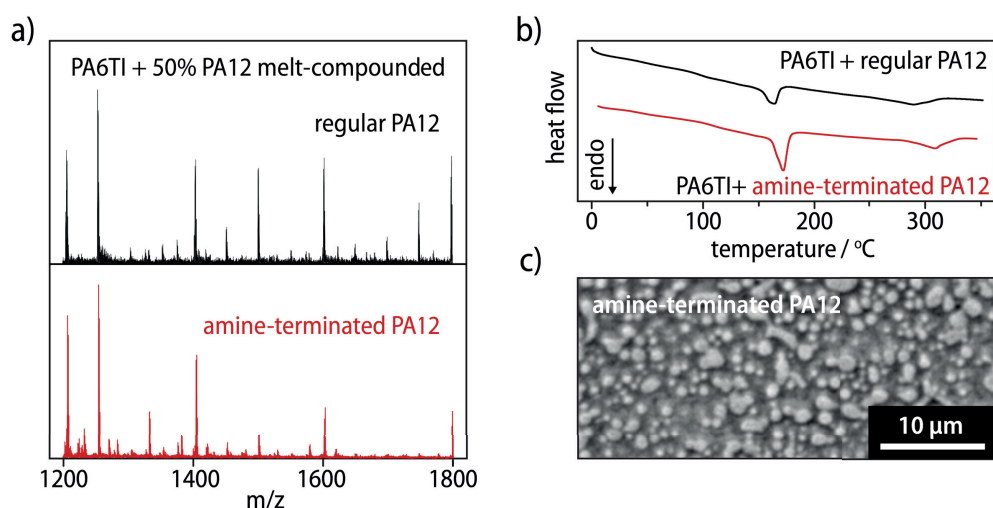 a)
PA6TI + 50% PA12 melt-compounded
regular PA12
amine-terminated PA12
1200
1400
1600
1800
m/z
b)
PA6TI + regular PA12
heat flow
endo
PA6TI+ amine-terminated PA12
0
100
200
300
temperature / °C
c)
amine-terminated PA12
10 µm